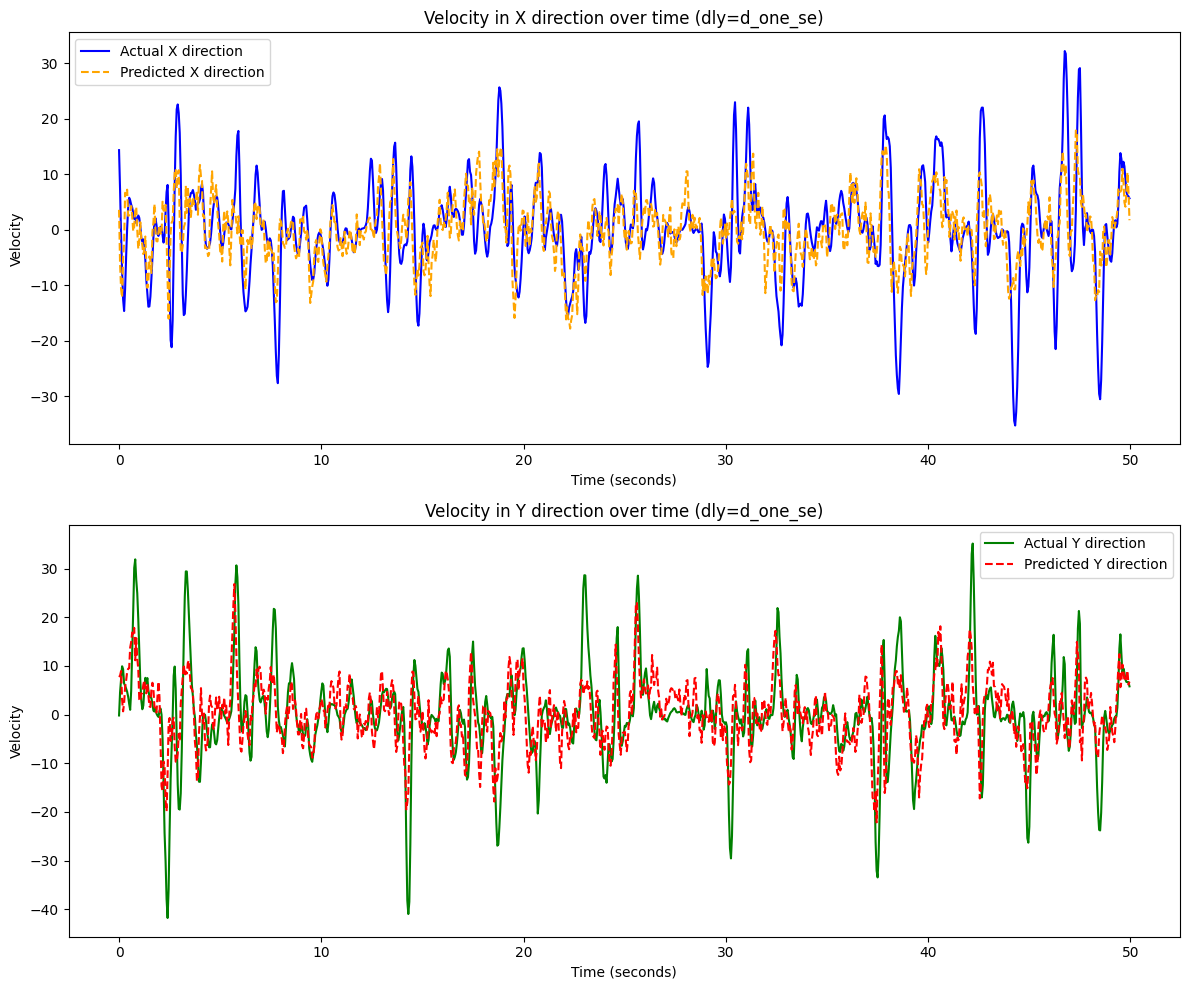 Velocity in X direction over time (dly=d_one_se)
Actual X direction
Predicted X direction
Velocity
30
20
10
0
−10
−20
−30
0 10 20 30 40 50
Time (seconds)
Velocity in Y direction over time (dly=d_one_se)
Actual Y direction
Predicted Y direction
Velocity
30
20
10
0
−10
−20
−30
−40
0 10 20 30 40 50
Time (seconds)